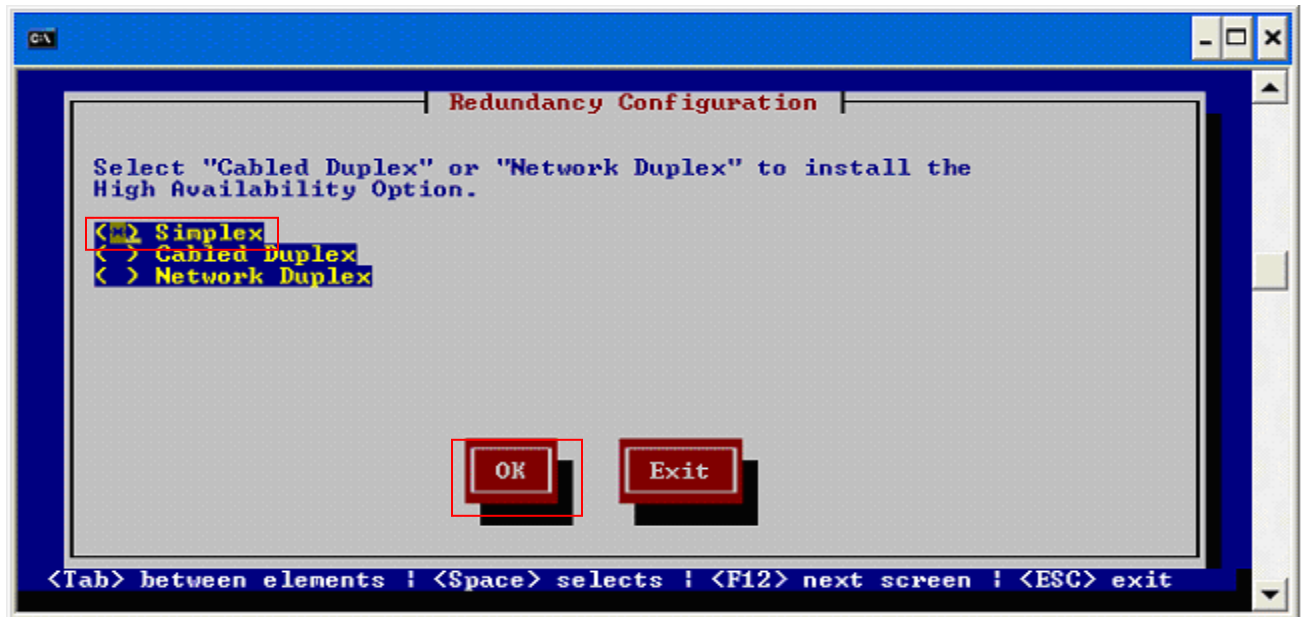 C:\
Redundancy Configuration
Select "Cabled Duplex" or "Network Duplex" to install the
High Availability Option.
(*) Simplex
( ) Cabled Duplex
( ) Network Duplex
OK
Exit
<Tab> between elements ¦ <Space> selects ¦ <F12> next screen ¦ <ESC> exit